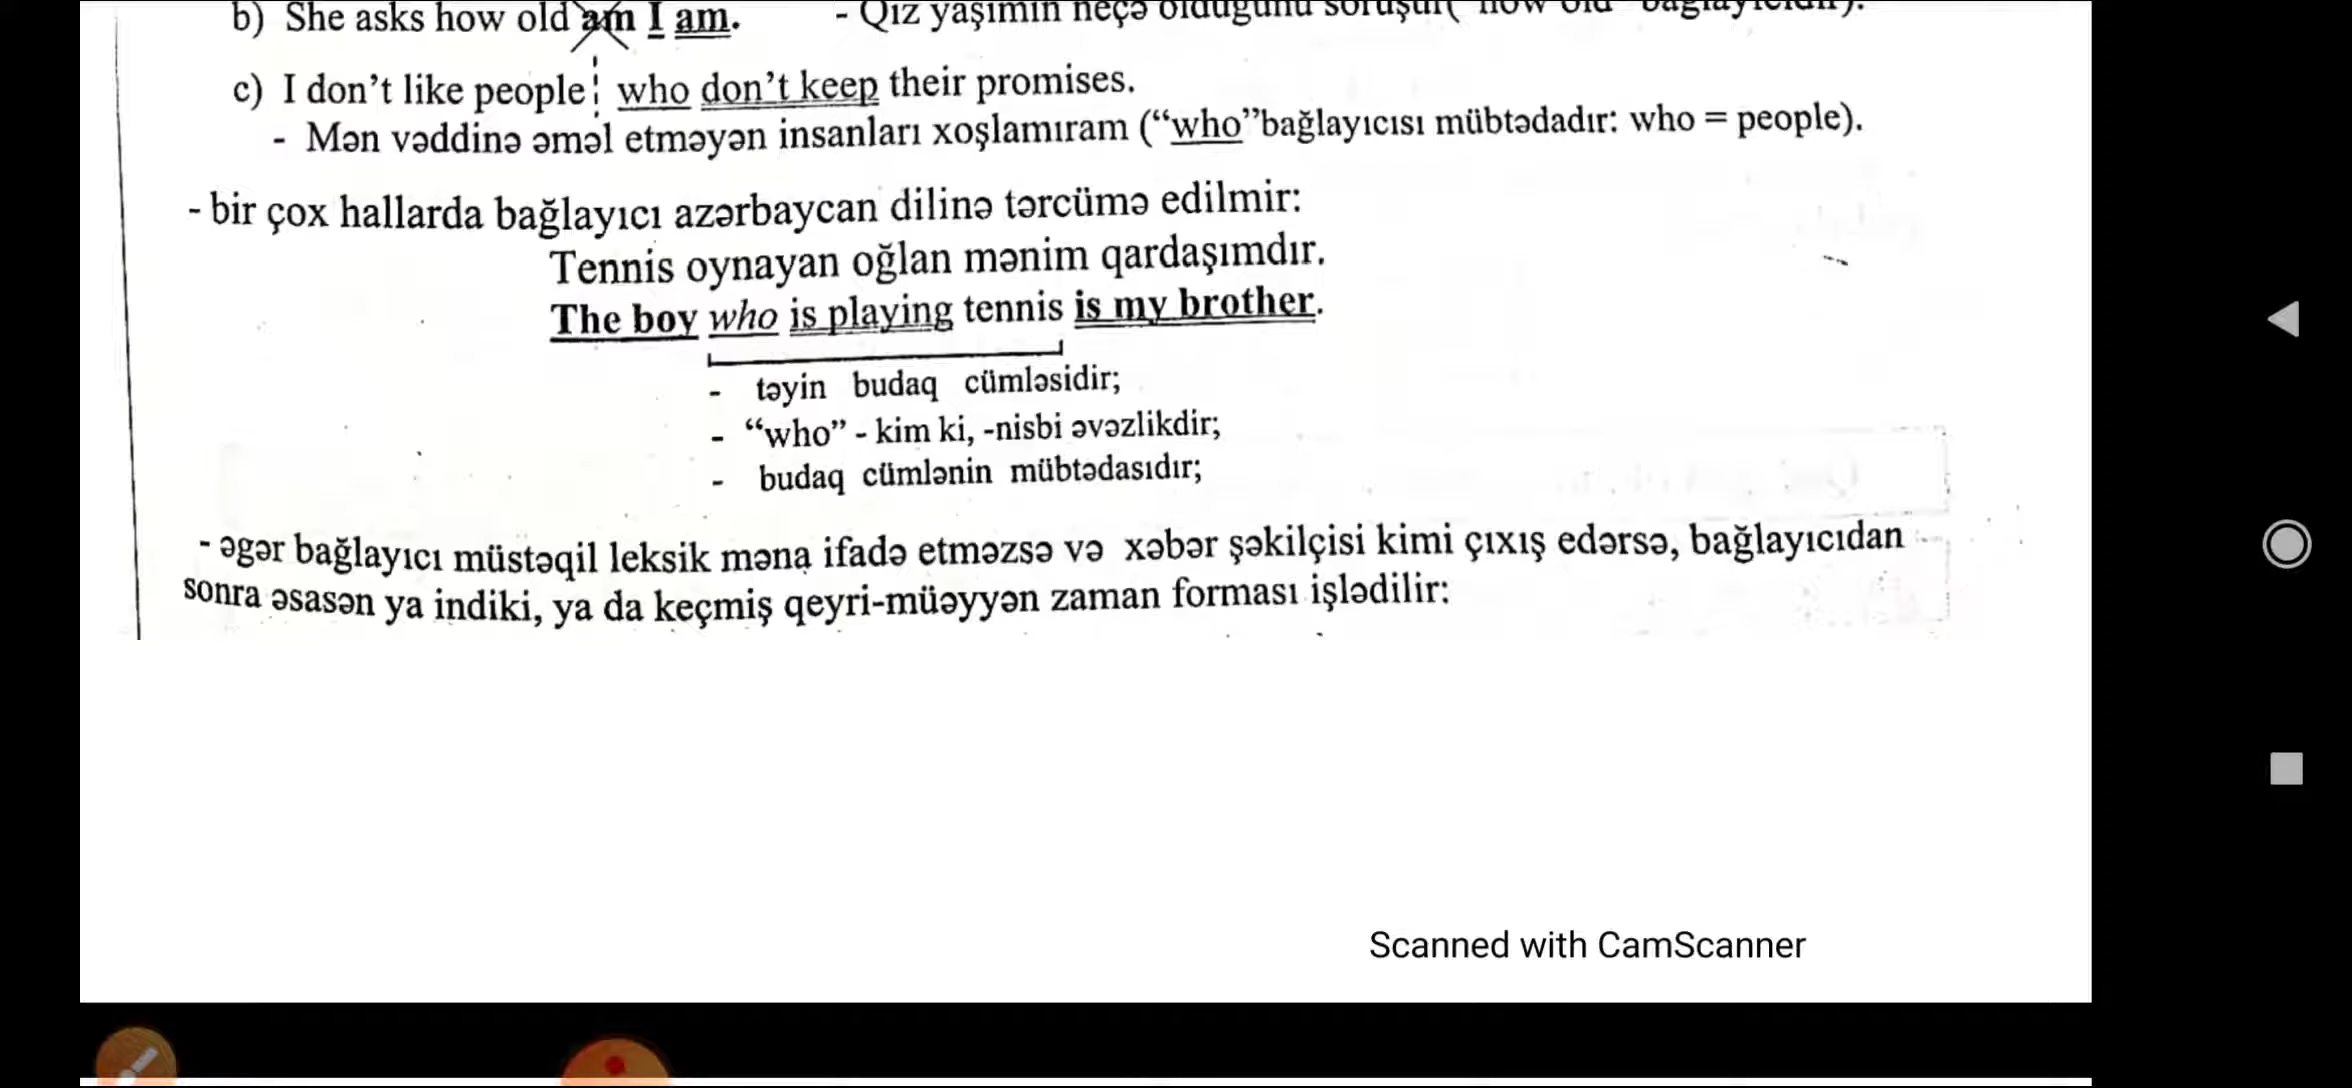 b) She asks how old am I am. - Qız yaşımın neçə olduğunu soruşur( "how old" bağlayıcıdır).
c) I don't like people who don't keep their promises.
- Mən vəddinə əməl etməyən insanları xoşlamıram ("who"bağlayıcısı mübtədadır: who = people).
- bir çox hallarda bağlayıcı azərbaycan dilinə tərcümə edilmir:
Tennis oynayan oğlan mənim qardaşımdır.
The boy who is playing tennis is my brother.
- təyin budaq cümləsidir;
- "who" - kim ki, -nisbi əvəzlikdir;
- budaq cümlənin mübtədasıdır;
- əgər bağlayıcı müstəqil leksik məna ifadə etməzsə və xəbər şəkilçisi kimi çıxış edərsə, bağlayıcıdan
sonra əsasən ya indiki, ya da keçmiş qeyri-müəyyən zaman forması işlədilir:
Scanned with CamScanner